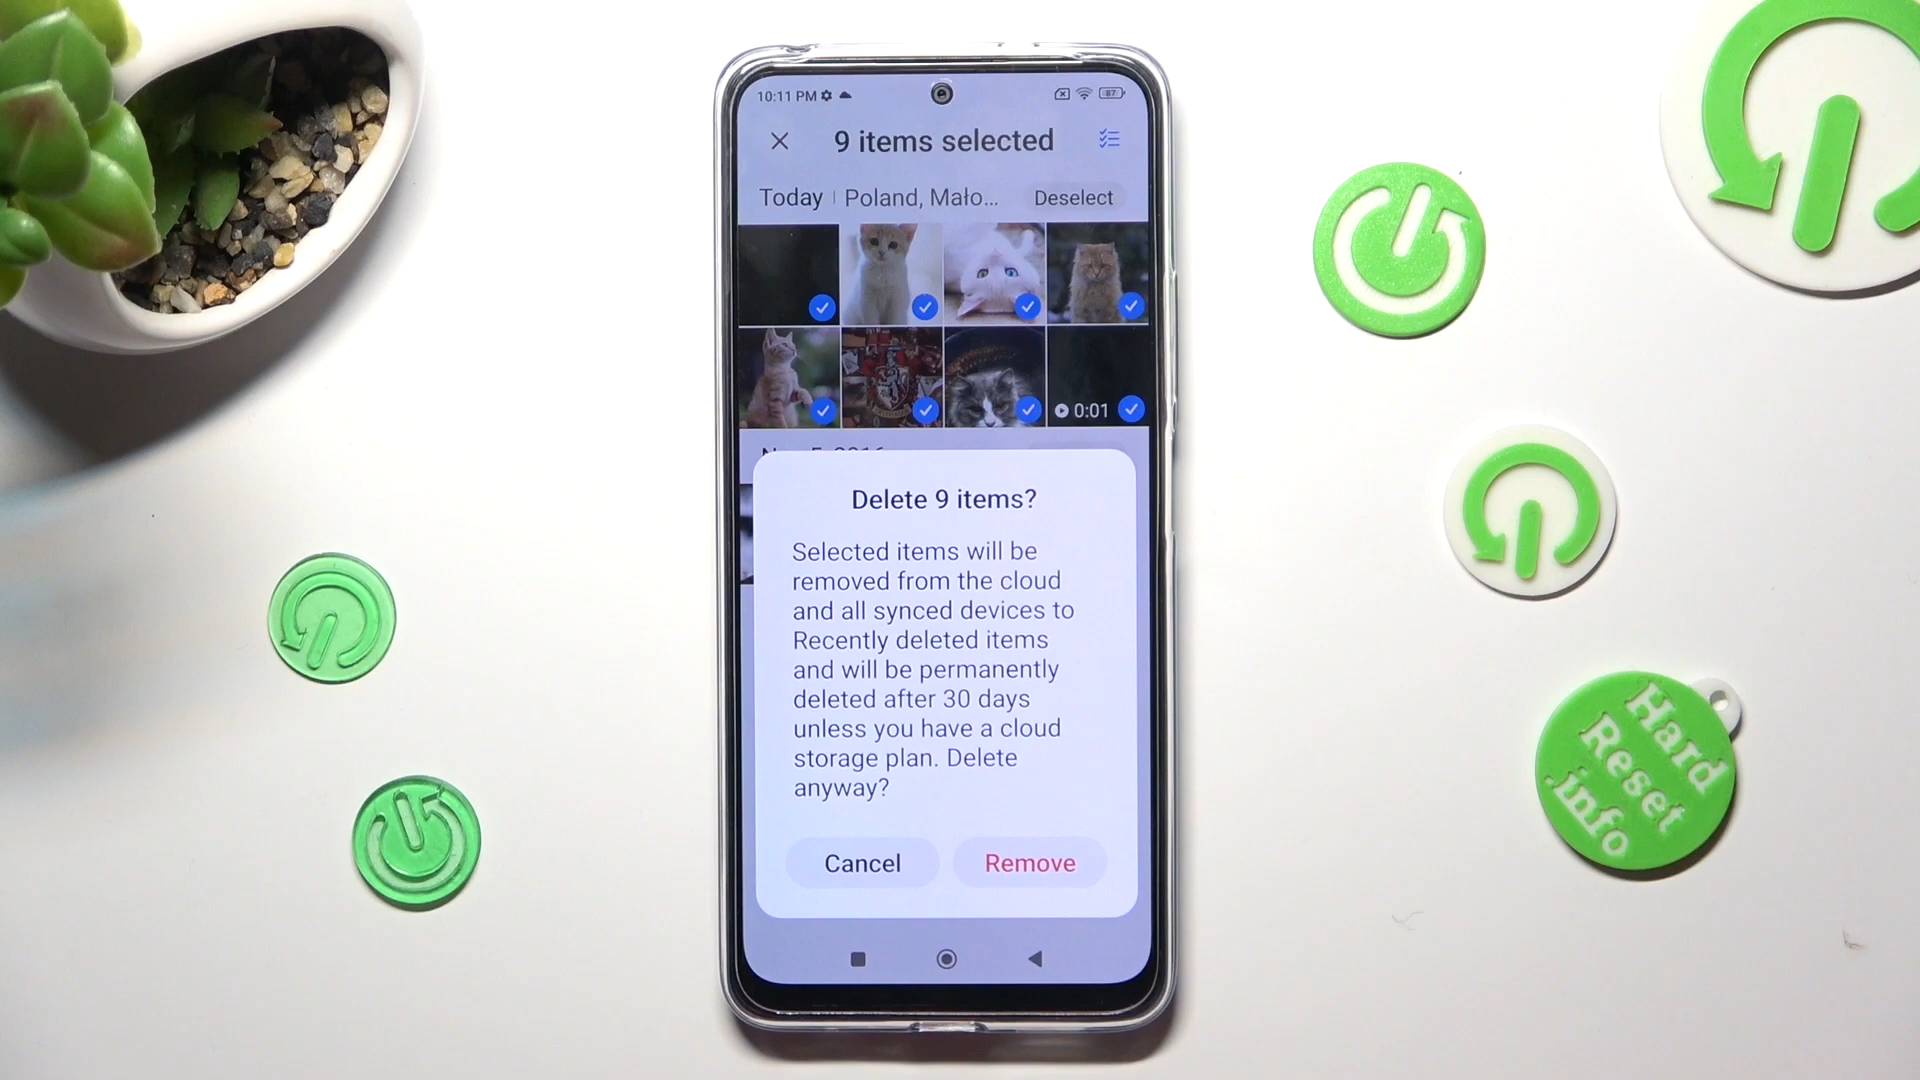 10:11 PM
87
9 items selected
Today | Poland, Mało...
Deselect
0:01
Delete 9 items?
Selected items will be
removed from the cloud
and all synced devices to
Recently deleted items
and will be permanently
deleted after 30 days
unless you have a cloud
storage plan. Delete
anyway?
Cancel
Remove
Hard
Reset
.info